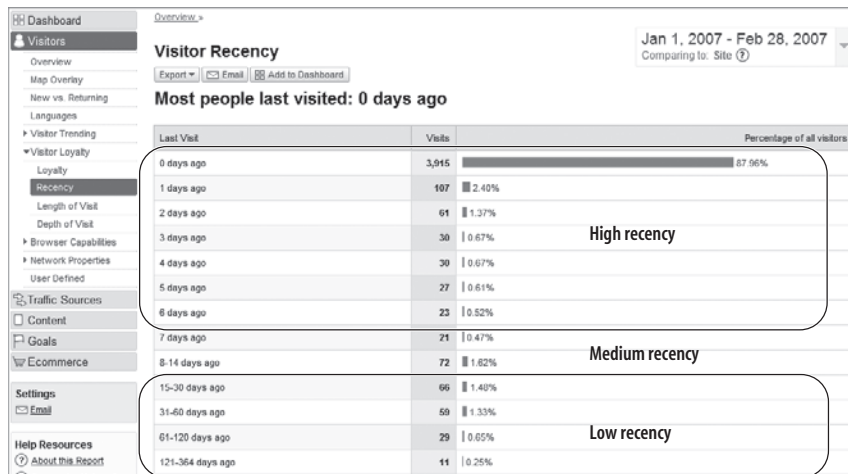 Dashboard
Visitors
Overview
Map Overlay
New vs. Returning
Languages
Visitor Trending
Visitor Loyalty
Loyalty
Recency
Length of Visit
Depth of Visit
Browser Capabilities
Network Properties
User Defined
Traffic Sources
Content
Goals
Ecommerce
Settings
Email
Help Resources
About this Report
Overview »
Visitor Recency
Jan 1, 2007 - Feb 28, 2007
Comparing to: Site
Export Email Add to Dashboard
Most people last visited: 0 days ago
Last Visit Visits Percentage of all visitors
0 days ago 3,915 87.96%
1 days ago 107 2.40%
2 days ago 61 1.37%
3 days ago 30 0.67%
High recency
4 days ago 30 0.67%
5 days ago 27 0.61%
6 days ago 23 0.52%
7 days ago 21 0.47%
Medium recency
8-14 days ago 72 1.62%
15-30 days ago 66 1.48%
31-60 days ago 59 1.33%
61-120 days ago 29 0.65%
Low recency
121-364 days ago 11 0.25%